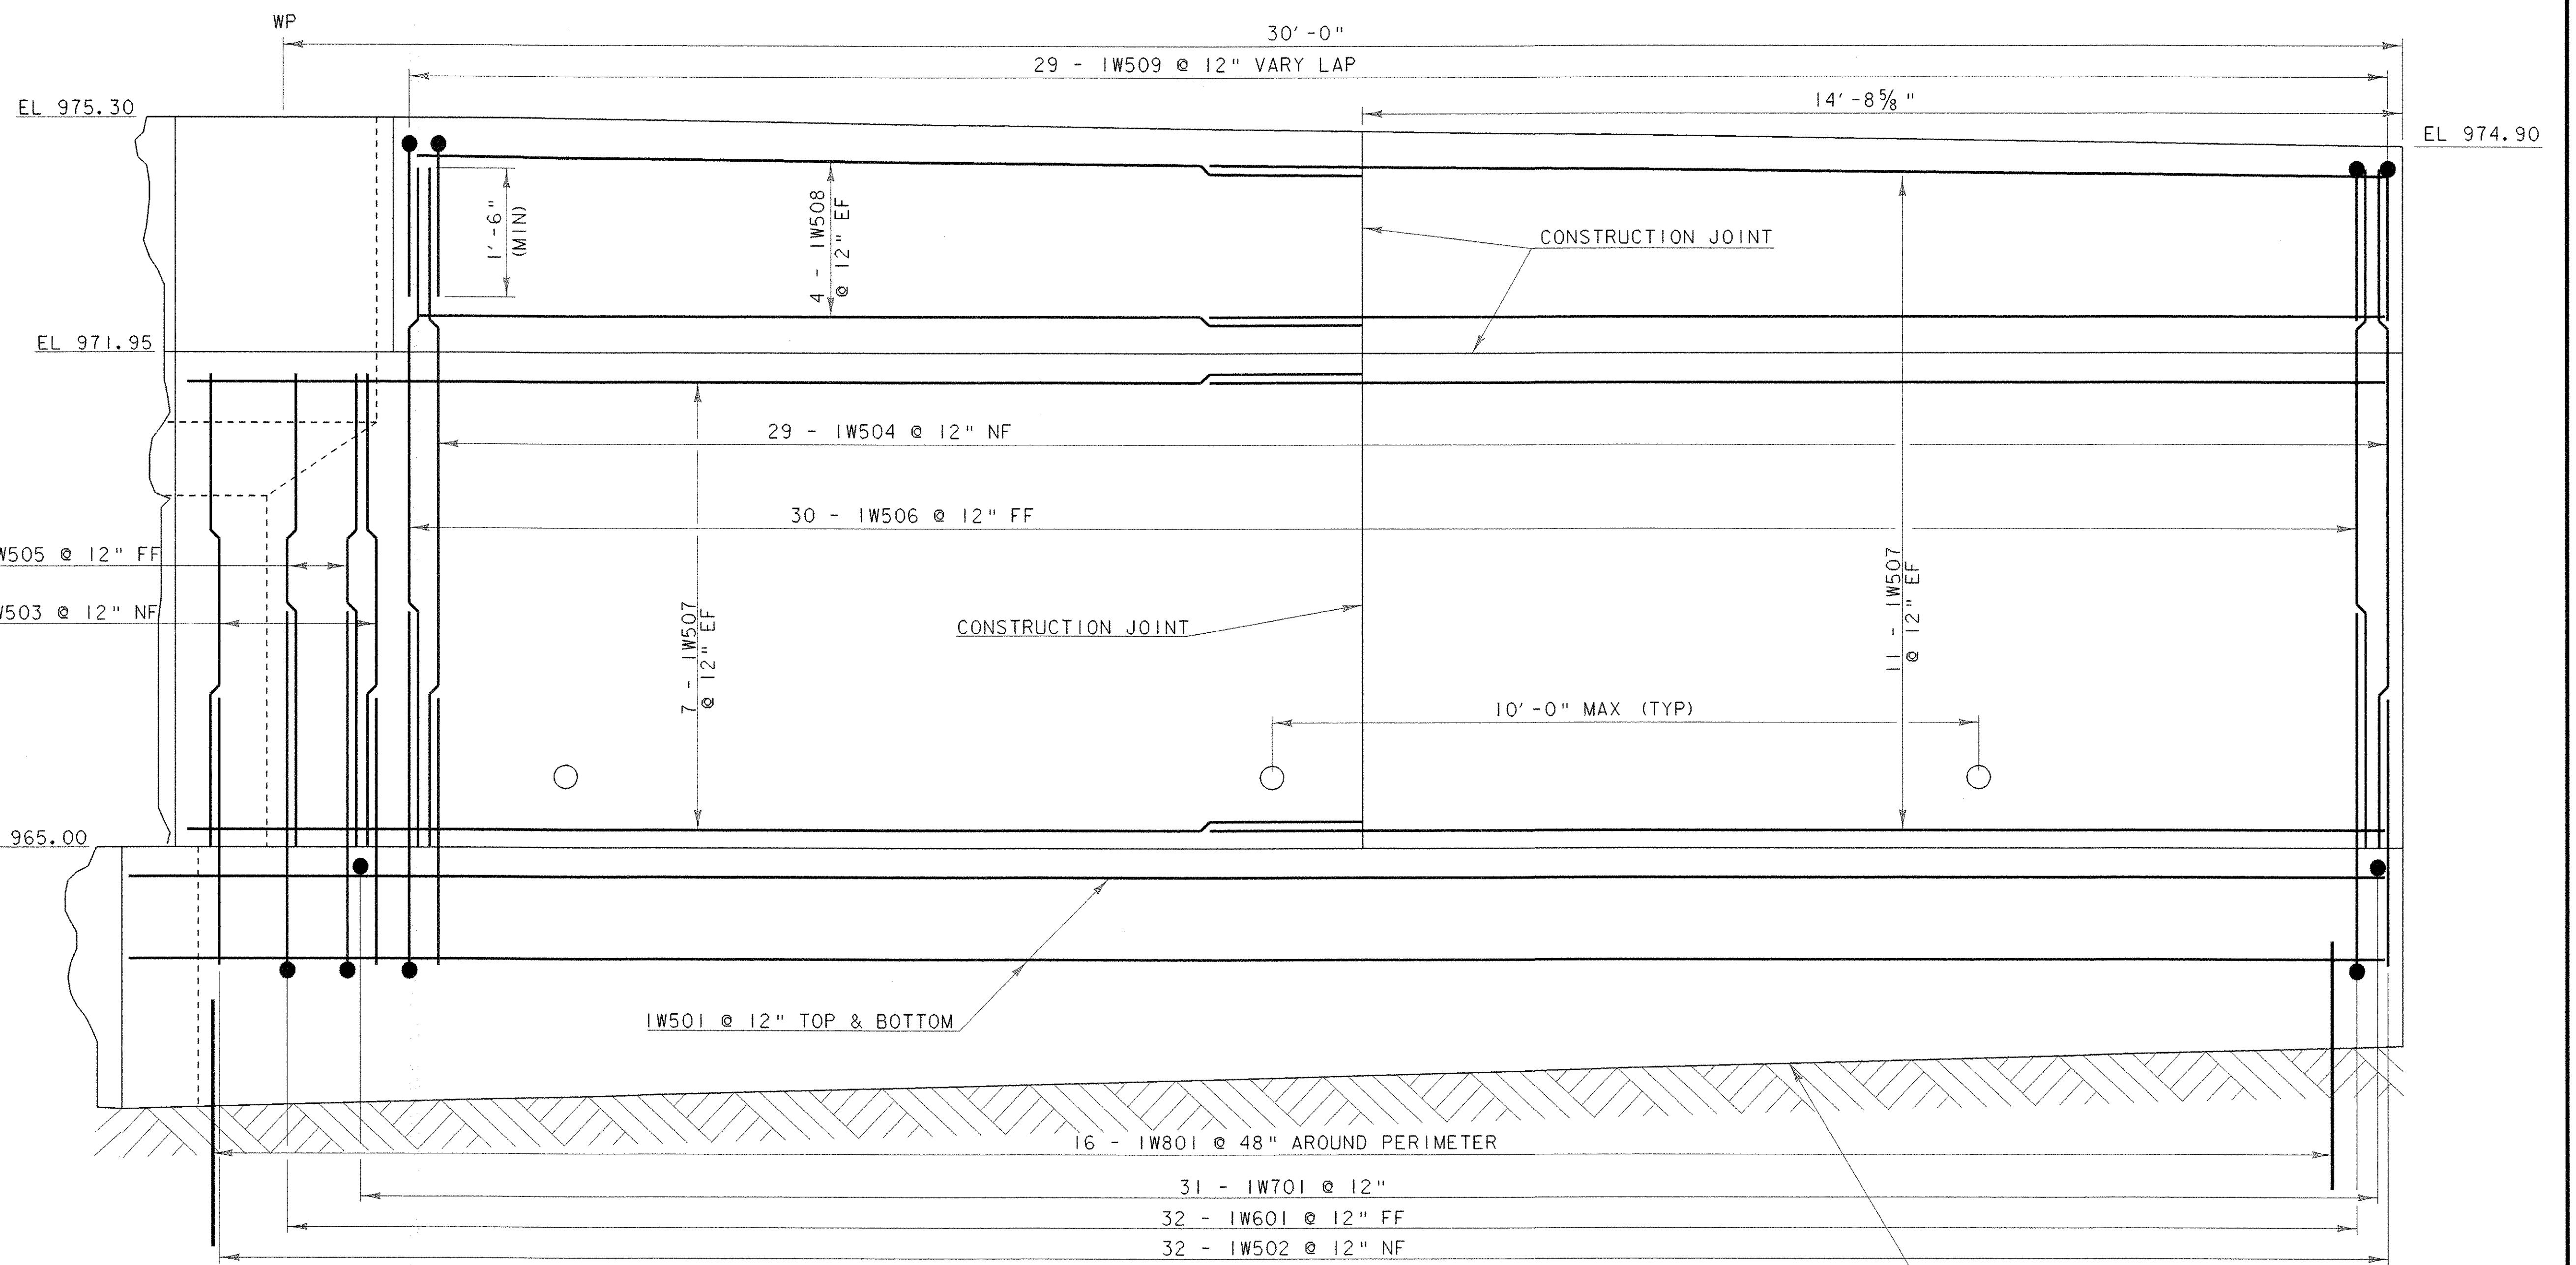 WP
30'-0"
29 - 1W509 @ 12" VARY LAP
14'-8⅝"
EL 975.30
EL 974.90
1'-6"
(MIN)
4 - 1W508
@ 12" EF
CONSTRUCTION JOINT
EL 971.95
29 - 1W504 @ 12" NF
30 - 1W506 @ 12" FF
W505 @ 12" FF
W503 @ 12" NF
7 - 1W507
@ 12" EF
CONSTRUCTION JOINT
11 - 1W507
@ 12" EF
10'-0" MAX (TYP)
965.00
1W501 @ 12" TOP & BOTTOM
16 - 1W801 @ 48" AROUND PERIMETER
31 - 1W701 @ 12"
32 - 1W601 @ 12" FF
32 - 1W502 @ 12" NF